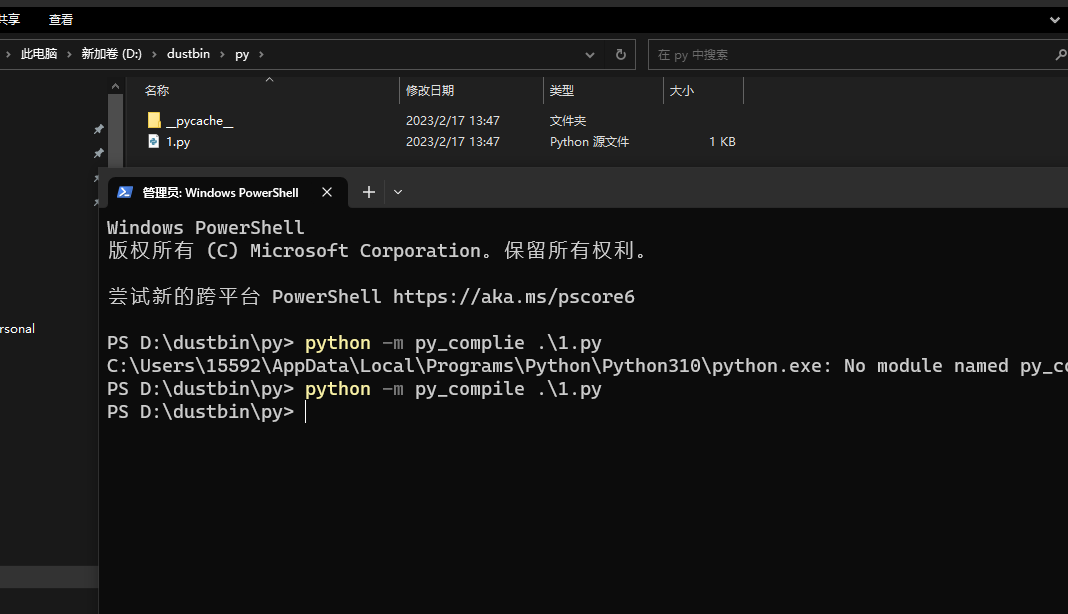 共享 查看
此电脑 新加卷 (D:) dustbin py 在 py 中搜索
名称 修改日期 类型 大小
__pycache__ 2023/2/17 13:47 文件夹
1.py 2023/2/17 13:47 Python 源文件 1 KB
管理员: Windows PowerShell
Windows PowerShell
版权所有 (C) Microsoft Corporation。保留所有权利。
尝试新的跨平台 PowerShell https://aka.ms/pscore6
rsonal
PS D:\dustbin\py> python -m py_complie .\1.py
C:\Users\15592\AppData\Local\Programs\Python\Python310\python.exe: No module named py_co
PS D:\dustbin\py> python -m py_compile .\1.py
PS D:\dustbin\py>